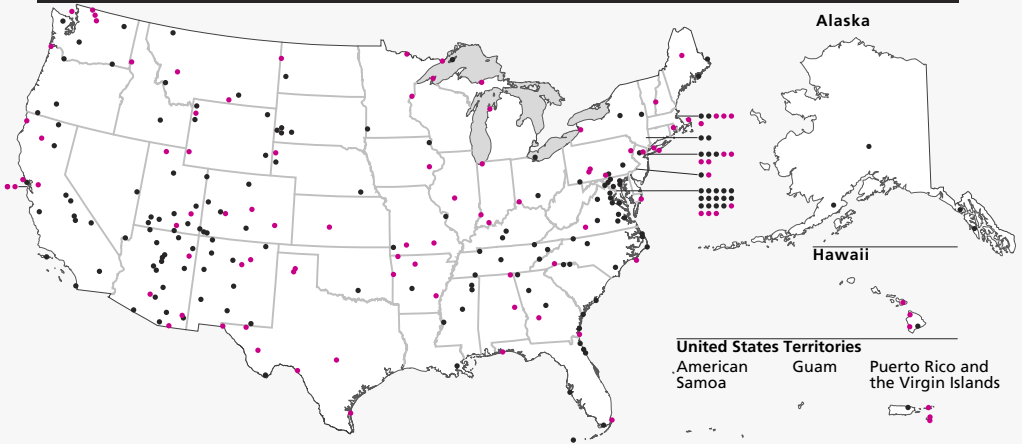 Alaska
Hawaii
United States Territories
American
Samoa
Guam
Puerto Rico and
the Virgin Islands